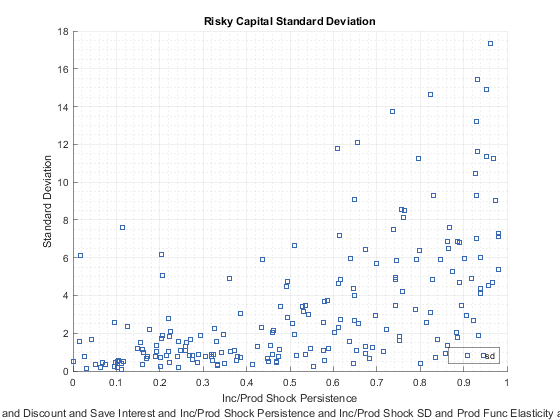 Risky Capital Standard Deviation
18
16
14
12
10
8
6
4
2
0
Standard Deviation
0 0.1 0.2 0.3 0.4 0.5 0.6 0.7 0.8 0.9 1
sd
Inc/Prod Shock Persistence
and Discount and Save Interest and Inc/Prod Shock Persistence and Inc/Prod Shock SD and Prod Func Elasticity a